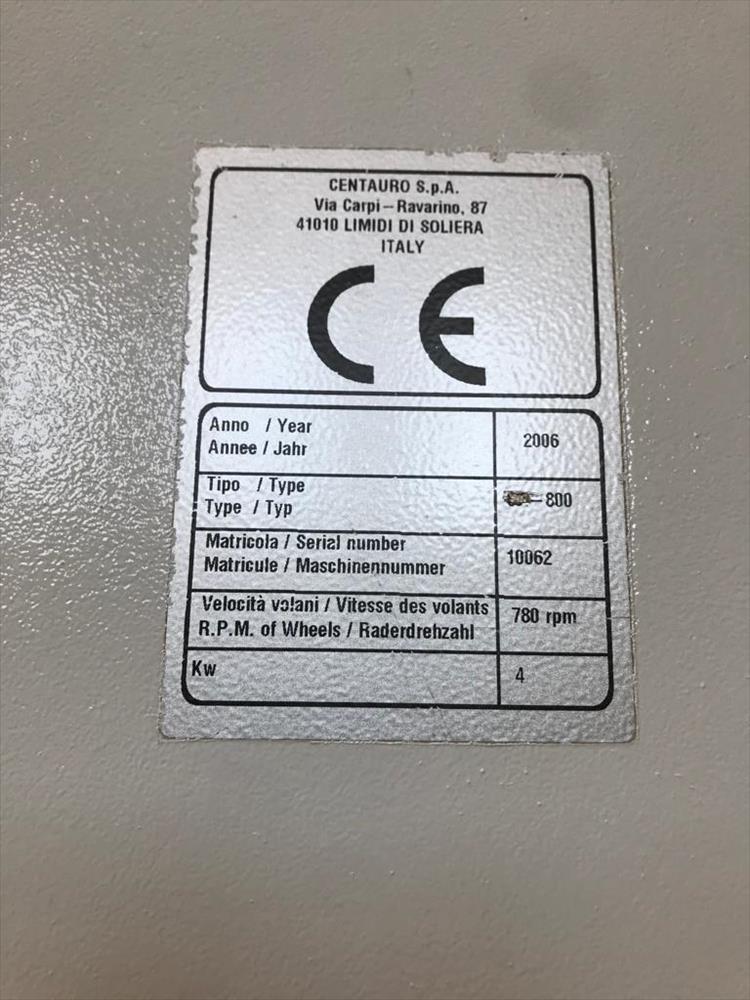 CENTAURO S.p.A.
Via Carpi – Ravarino, 87
41010 LIMIDI DI SOLIERA
ITALY
CE
Anno / Year
Annee / Jahr
2006
Tipo / Type
Type / Typ
–800
Matricola / Serial number
Matricule / Maschinennummer
10062
Velocità volani / Vitesse des volants
R.P.M. of Wheels / Raderdrehzahl
780 rpm
Kw
4